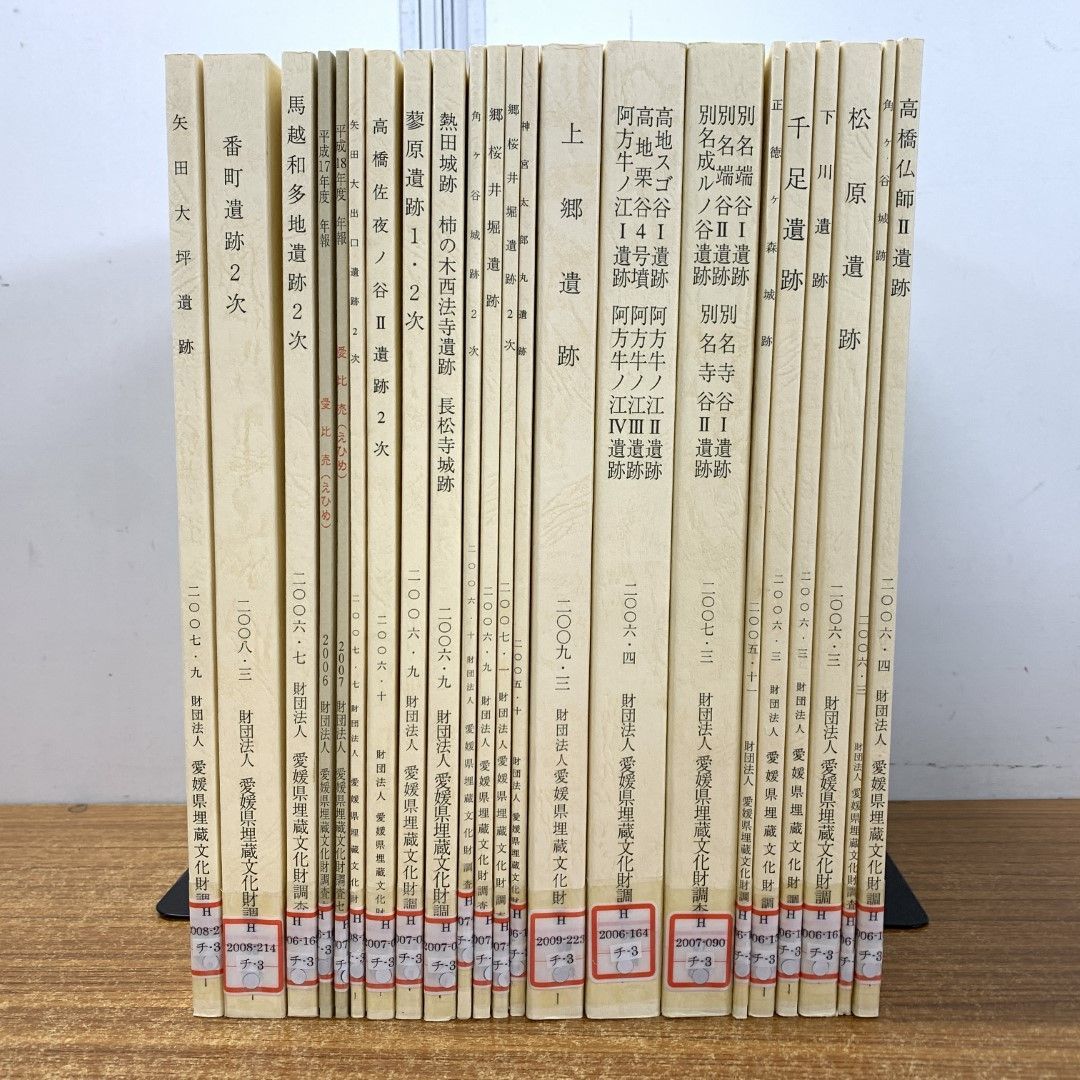 矢田大坪遺跡
二〇〇七・九
財団法人 愛媛県埋蔵文化財調
H
2008-2
チ・3
番町遺跡2次
二〇〇八・三
財団法人 愛媛県埋蔵文化財調
H
2008-214
チ・3
馬越和多地遺跡2次
二〇〇六・七
財団法人 愛媛県埋蔵文化財調査
H
06-16
チ・3
平成17年度 年報
愛比売(えひめ)
2006
財団法人 愛媛県埋蔵文化財調査
平成18年度 年報
愛比売(えひめ)
2007
財団法人 愛媛県埋蔵文化財調査
矢田大出口遺跡2次
二〇〇七・七
財団法人 愛媛県埋蔵文化財
高橋佐夜ノ谷Ⅱ遺跡2次
二〇〇六・十
財団法人 愛媛県埋蔵文化財
H
2007-0
チ・3
蓼原遺跡1・2次
二〇〇六・九
財団法人 愛媛県埋蔵文化財調
H
007-0
チ・3
熱田城跡 柿の木西法寺遺跡 長松寺城跡
二〇〇六・九
財団法人 愛媛県埋蔵文化財調査
H
2007-0
チ・3
角ヶ谷城跡2次
二〇〇六・十
財団法人 愛媛県埋蔵文化財調査
郷桜井堀遺跡
二〇〇六・九
財団法人 愛媛県埋蔵文化財調
郷桜井堀遺跡2次
二〇〇七・一
財団法人 愛媛県埋蔵文化財調
神宮太郎丸遺跡
二〇〇五・十
財団法人 愛媛県埋蔵文化財
上郷遺跡
二〇〇九・三
財団法人愛媛県埋蔵文化財
H
2009-223
チ・3
高地スゴ谷Ⅰ遺跡 阿方牛ノ江Ⅱ遺跡
高地栗谷4号墳 阿方牛ノ江Ⅲ遺跡
阿方牛ノ江Ⅰ遺跡 阿方牛ノ江Ⅳ遺跡
二〇〇六・四
財団法人 愛媛県埋蔵文化財調
H
2006-164
チ・3
別名端谷Ⅰ遺跡 別名寺谷Ⅰ遺跡
別名端谷Ⅱ遺跡 別名寺谷Ⅱ遺跡
別名成ルノ谷遺跡
二〇〇七・三
財団法人 愛媛県埋蔵文化財調査
H
2007-090
チ・3
正徳ヶ森城跡
二〇〇五・十一
財団法人 愛媛県埋蔵文化財調
千足遺跡
二〇〇六・三
財団法人 愛媛県埋蔵文化財調
下川遺跡
二〇〇六・三
財団法人 愛媛県埋蔵文化財調
松原遺跡
二〇〇六・三
財団法人 愛媛県埋蔵文化財調
H
006-16
チ・3
角ヶ谷城跡
二〇〇六・三
財団法人 愛媛県埋蔵文化財調
高橋仏師Ⅱ遺跡
二〇〇六・四
財団法人 愛媛県埋蔵文化財調
H
06-1
チ・3